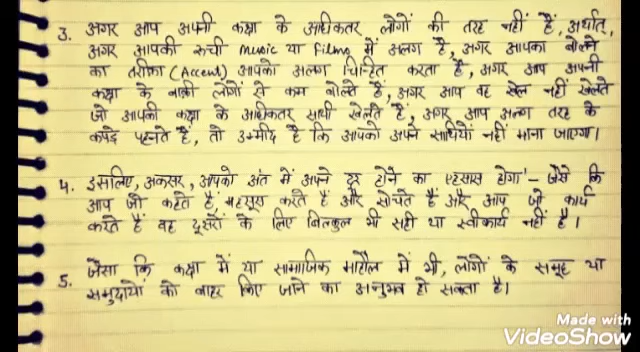 3. अगर आप अपनी कक्षा के अधिकतर लोगों की तरह नहीं हैं, अर्थात,
अगर आपकी रूची Music या Films में अलग है, अगर आपका बोलने
का तरीका (Accent) आपको अलग चिन्हित करता है, अगर आप अपनी
कक्षा के बाकी लोगों से कम बोलते हैं, अगर आप वह खेल नहीं खेलते
जो आपकी कक्षा के अधिकतर साथी खेलते हैं, अगर आप अलग तरह के
कपड़े पहनते हैं, तो उम्मीद है कि आपको अपने साथियों नहीं माना जाएगा।
4. इसलिए, अकसर, आपको अंत में अपने दूर होने का एहसास होगा - जैसे कि
आप जो कहते हैं महसूस करते हैं और सोचते हैं और आप जो कार्य
करते हैं वह दूसरों के लिए बिलकुल भी सही या स्वीकार्य नहीं है।
5. जैसा कि कक्षा में या सामाजिक माहौल में भी, लोगों के समूह या
समुदायों को बाहर किए जाने का अनुभव हो सकता है।
Made with
VideoShow